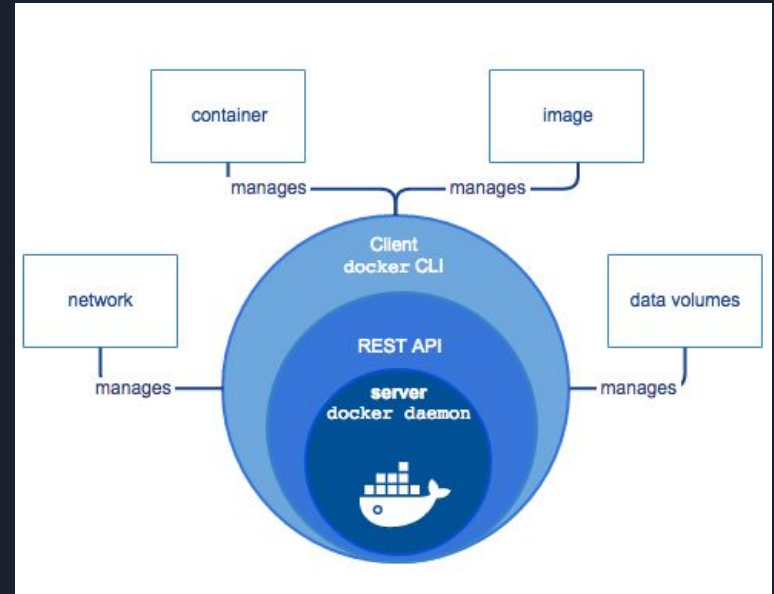 container
image
manages
manages
Client
docker CLI
network
data volumes
REST API
server
docker daemon
manages
manages